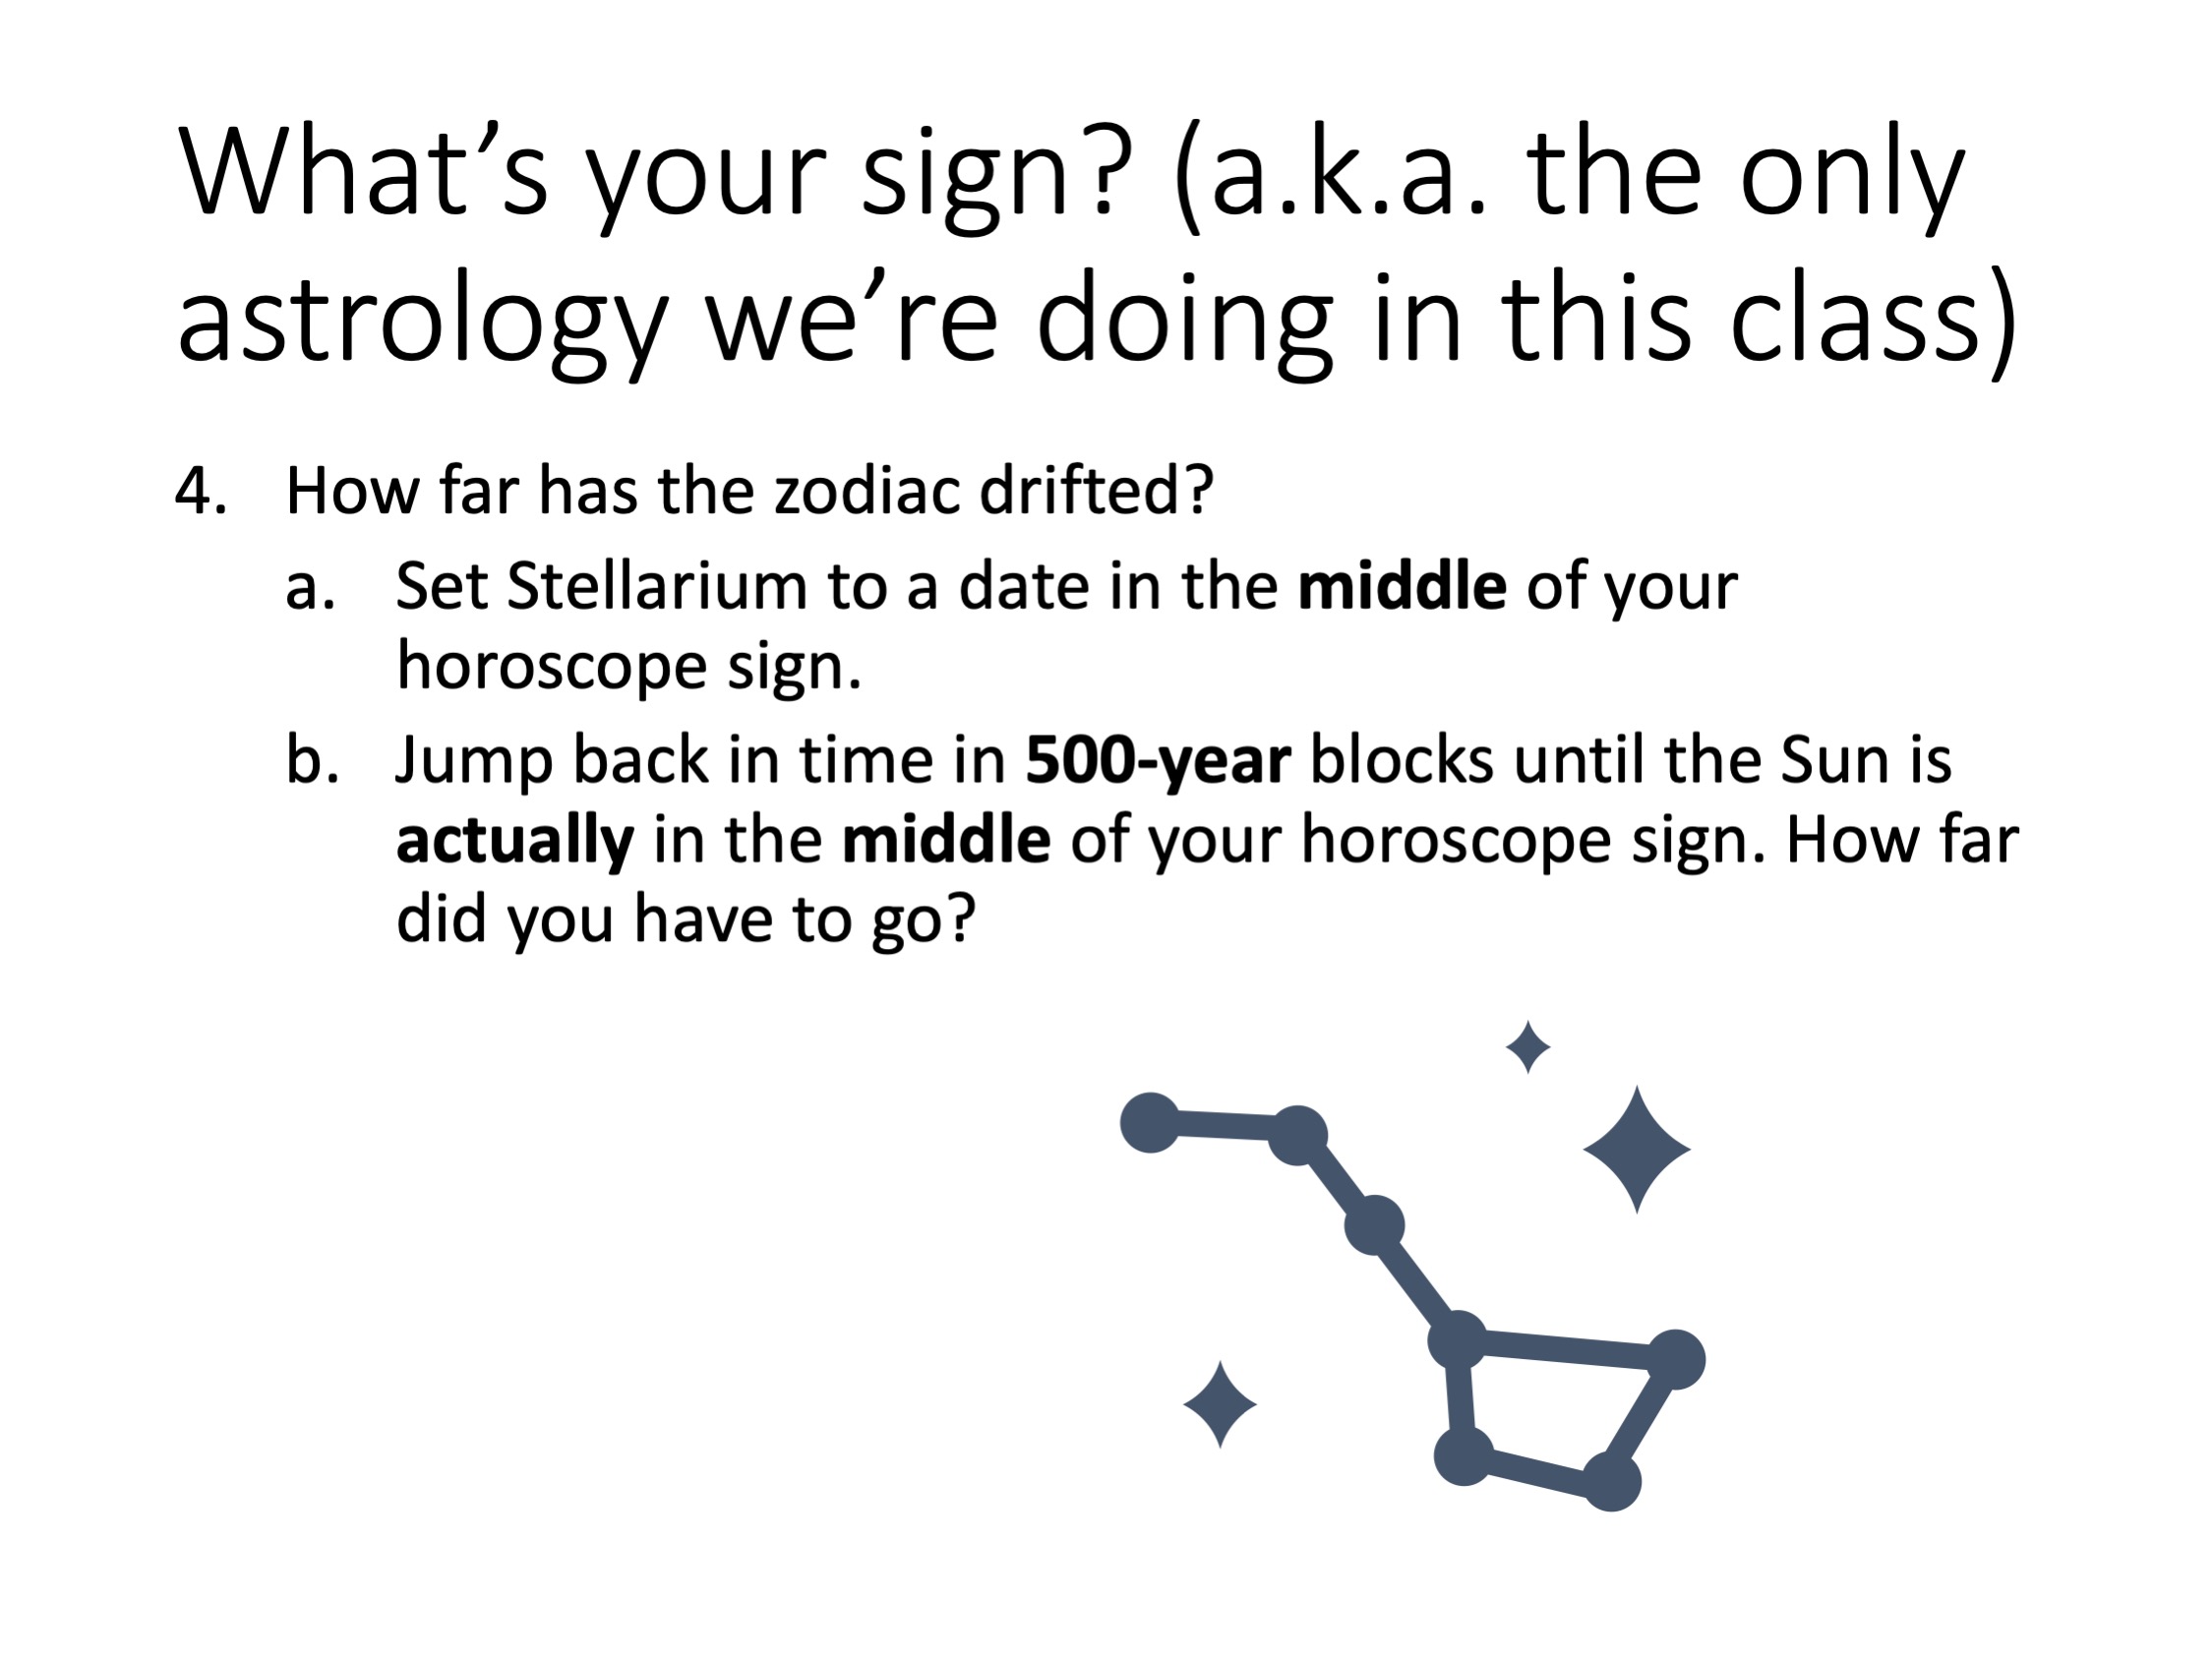 What’s your sign? (a.k.a. the only
astrology we’re doing in this class)
4. How far has the zodiac drifted?
a. Set Stellarium to a date in the middle of your
horoscope sign.
b. Jump back in time in 500-year blocks until the Sun is
actually in the middle of your horoscope sign. How far
did you have to go?